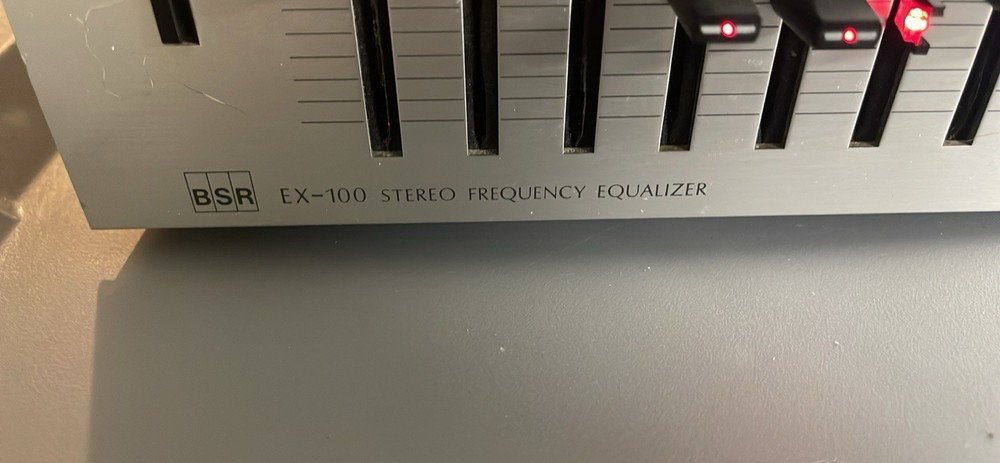 BSR EX-100 STEREO FREQUENCY EQUALIZER